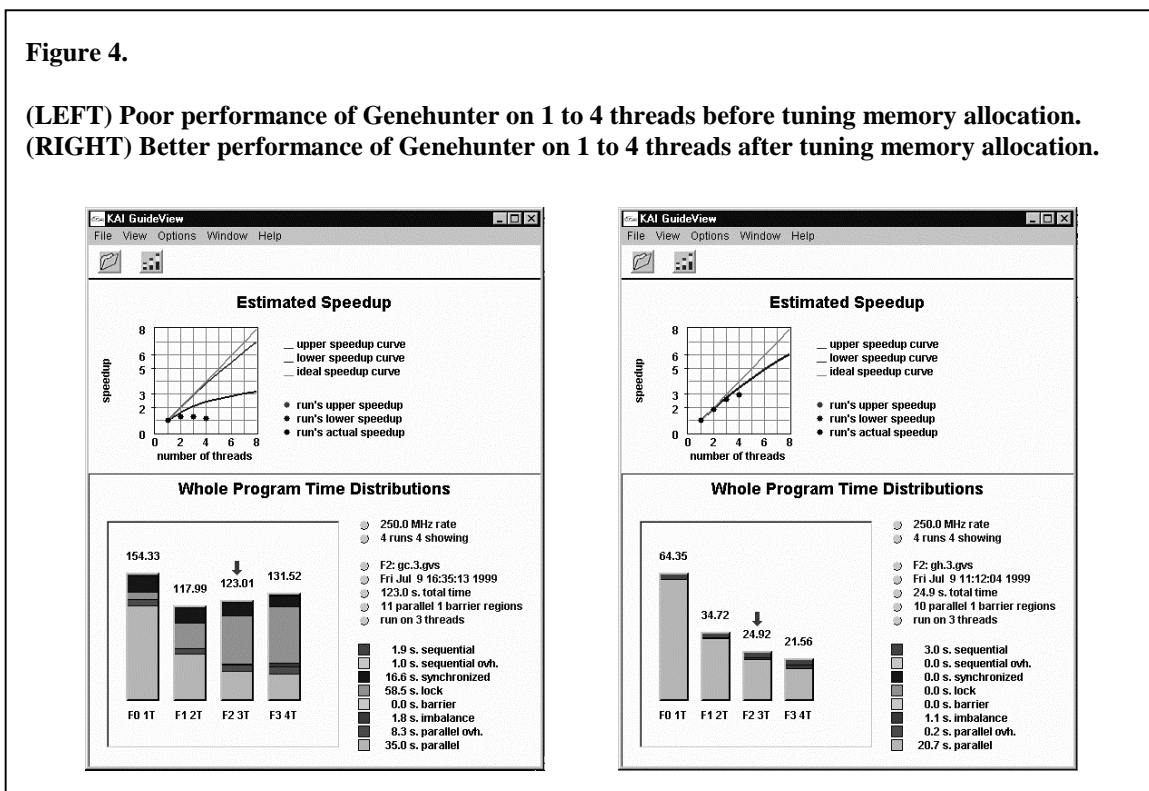 Figure 4.
(LEFT) Poor performance of Genehunter on 1 to 4 threads before tuning memory allocation.
(RIGHT) Better performance of Genehunter on 1 to 4 threads after tuning memory allocation.
KAI GuideView
File View Options Window Help
Estimated Speedup
speedup
8
6
5
3
2
0
0 2 4 6 8
number of threads
upper speedup curve
lower speedup curve
ideal speedup curve
run's upper speedup
run's lower speedup
run's actual speedup
Whole Program Time Distributions
154.33
117.99
123.01
131.52
F0 1T F1 2T F2 3T F3 4T
250.0 MHz rate
4 runs 4 showing
F2: gc.3.gvs
Fri Jul 9 16:35:13 1999
123.0 s. total time
11 parallel 1 barrier regions
run on 3 threads
1.9 s. sequential
1.0 s. sequential ovh.
16.6 s. synchronized
58.5 s. lock
0.0 s. barrier
1.8 s. imbalance
8.3 s. parallel ovh.
35.0 s. parallel
KAI GuideView
File View Options Window Help
Estimated Speedup
speedup
8
6
5
3
2
0
0 2 4 6 8
number of threads
upper speedup curve
lower speedup curve
ideal speedup curve
run's upper speedup
run's lower speedup
run's actual speedup
Whole Program Time Distributions
64.35
34.72
24.92
21.56
F0 1T F1 2T F2 3T F3 4T
250.0 MHz rate
4 runs 4 showing
F2: gh.3.gvs
Fri Jul 9 11:12:04 1999
24.9 s. total time
10 parallel 1 barrier regions
run on 3 threads
3.0 s. sequential
0.0 s. sequential ovh.
0.0 s. synchronized
0.0 s. lock
0.0 s. barrier
1.1 s. imbalance
0.2 s. parallel ovh.
20.7 s. parallel